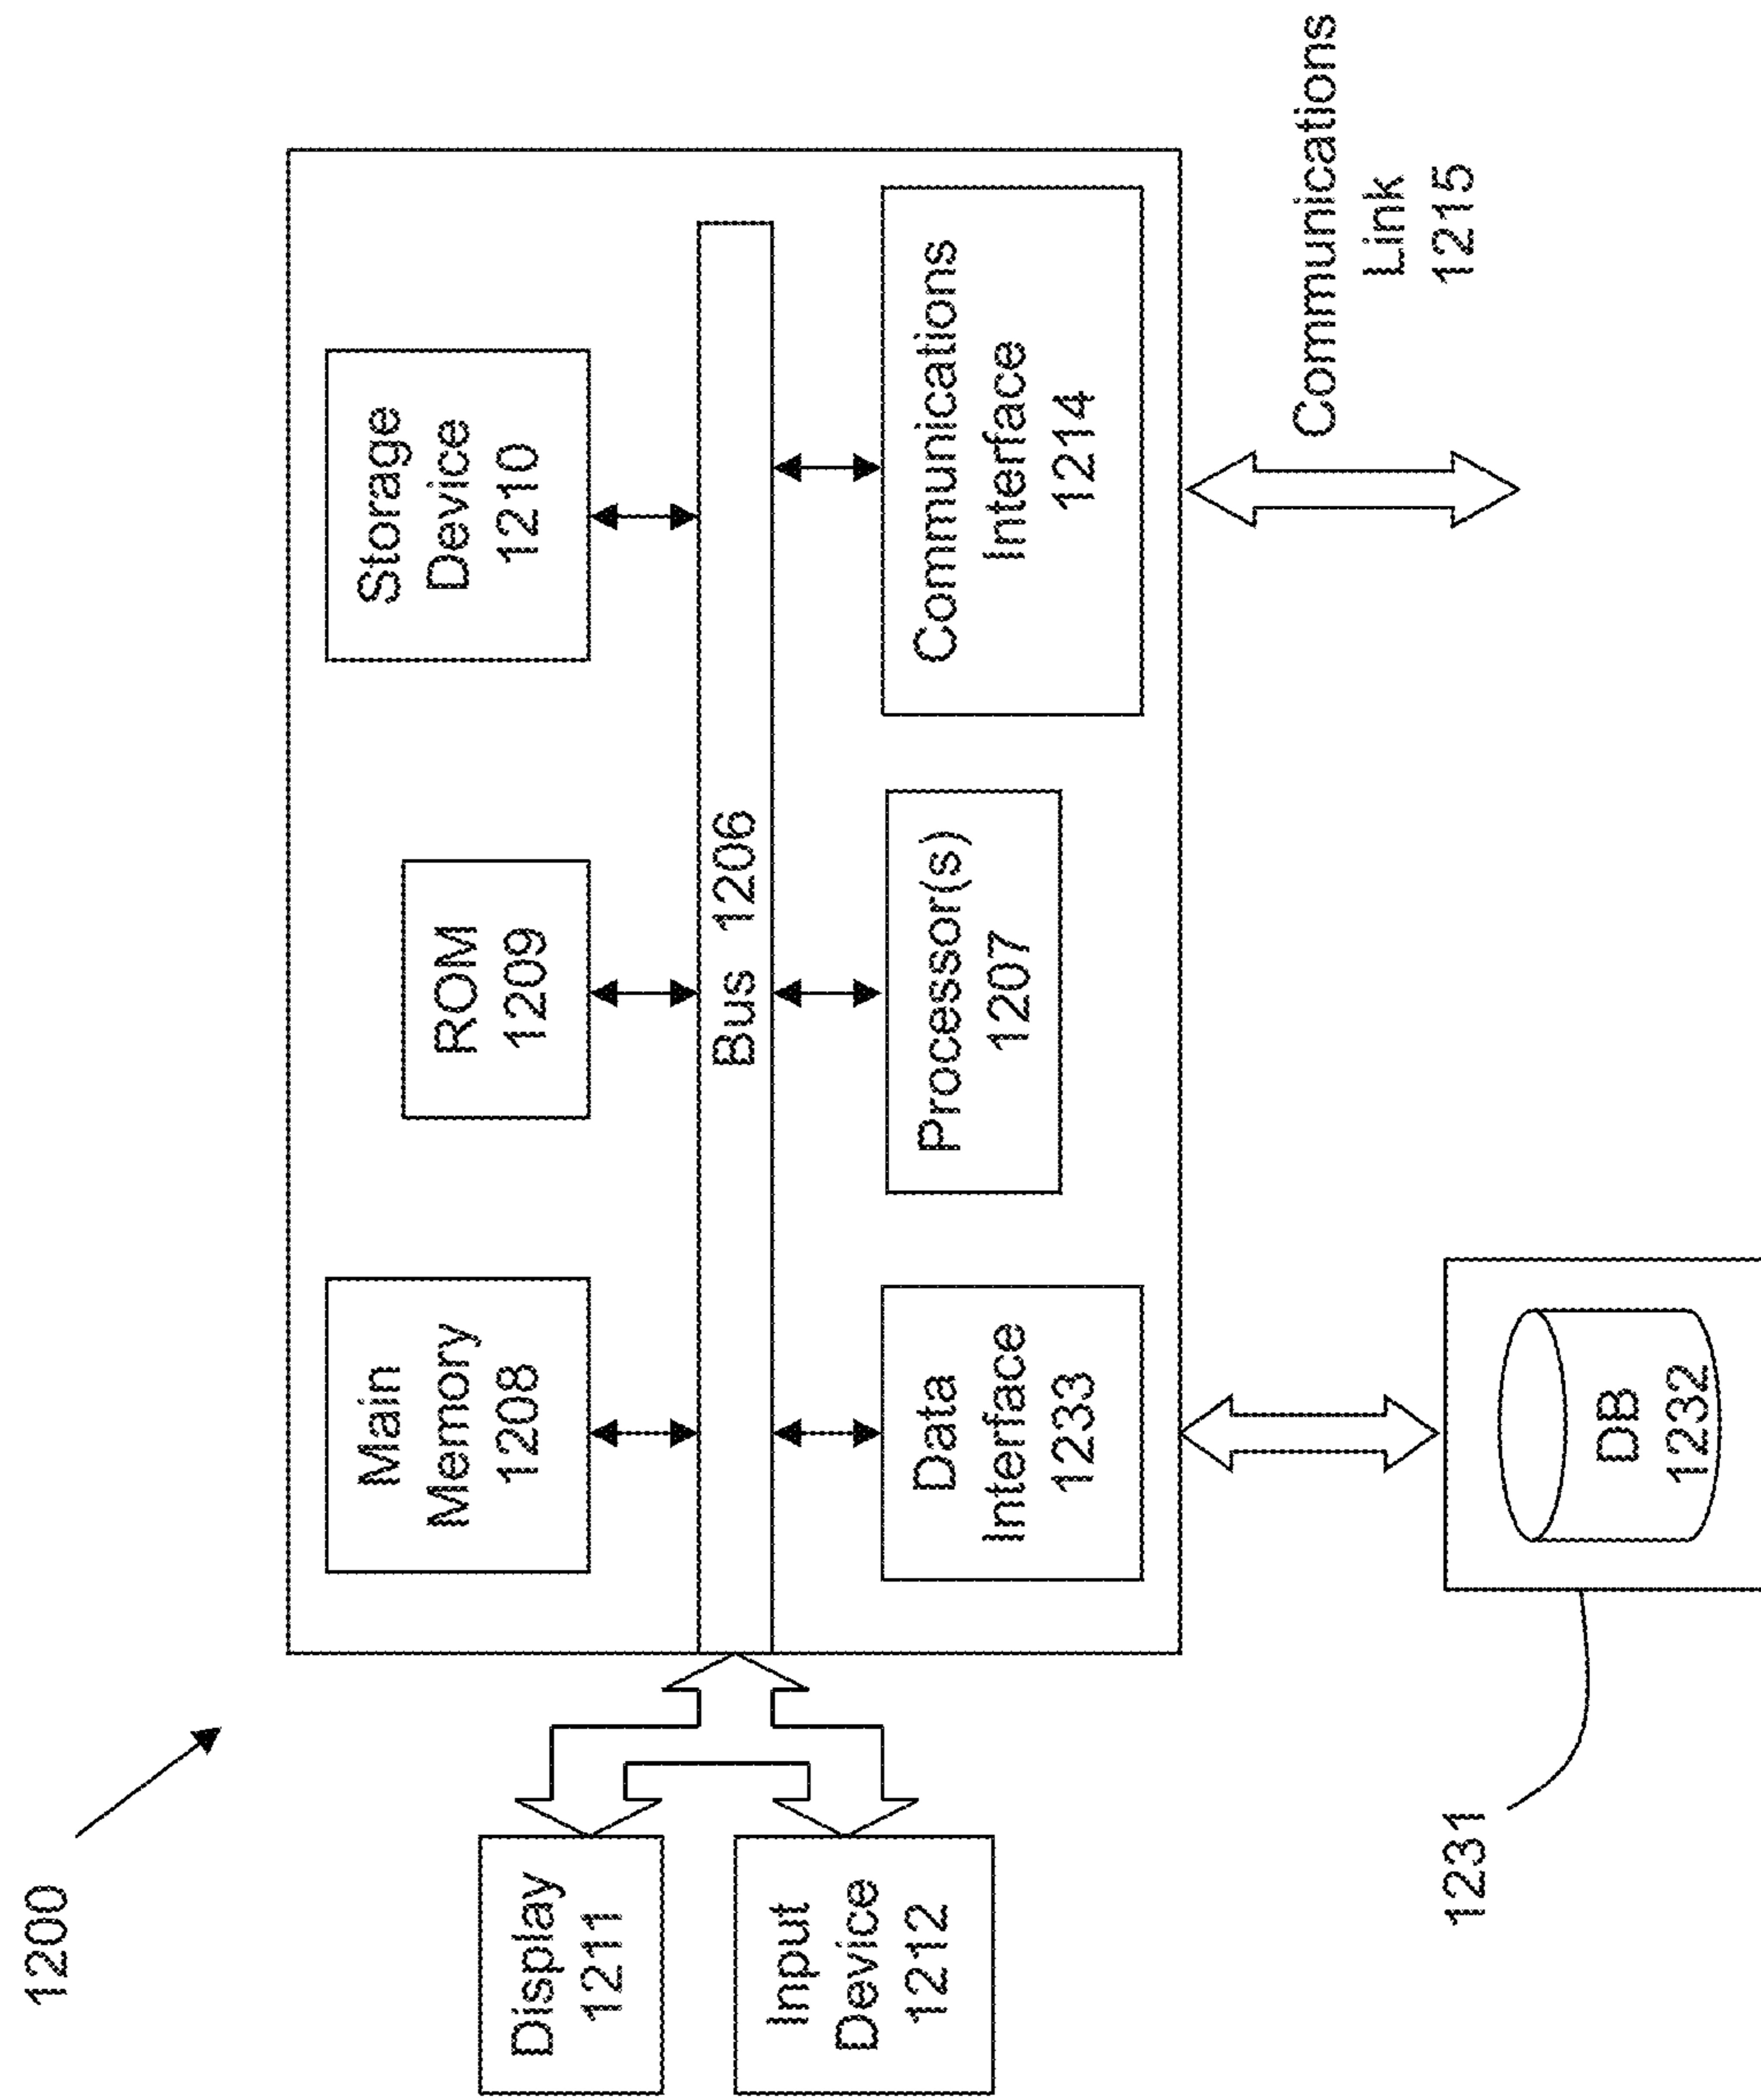 1200
Main
Memory
1208
ROM
1209
Storage
Device
1210
Display
1211
Bus 1206
Input
Device
1212
Data
Interface
1233
Processor(s)
1207
Communications
Interface
1214
Communications
Link
1215
1231
DB
1232